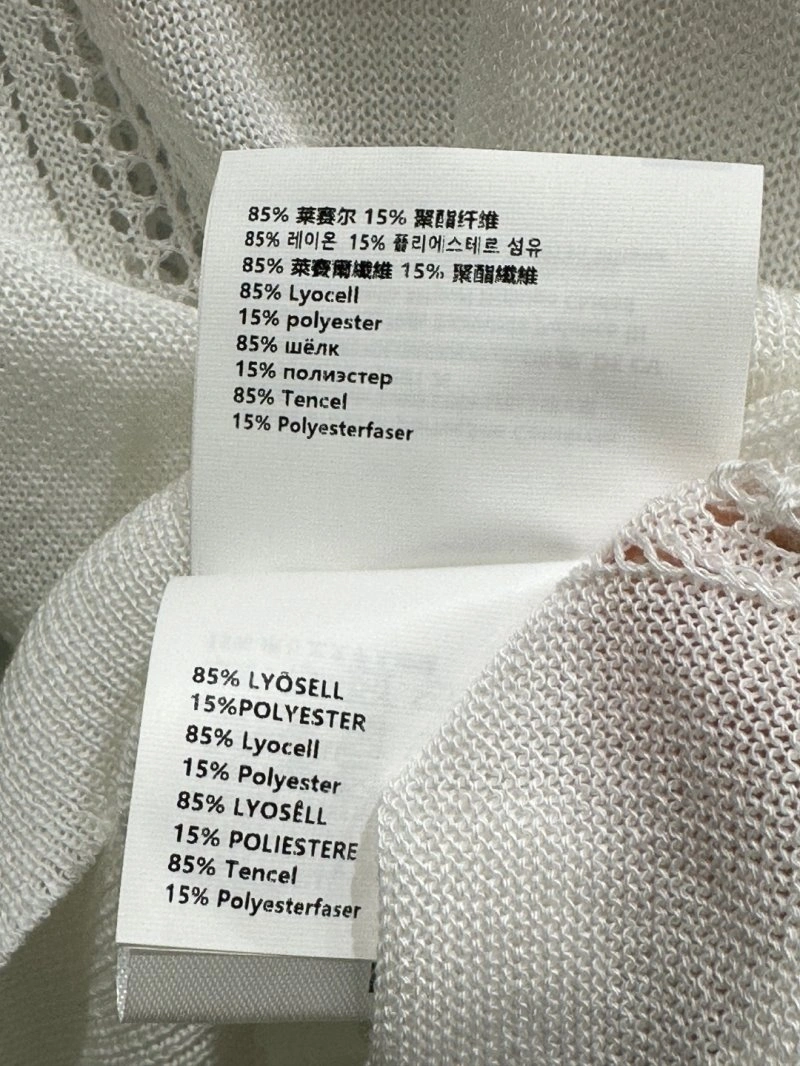 85% 莱赛尔 15% 聚酯纤维
85% 레이온 15% 폴리에스테르 섬유
85% 萊賽爾纖維 15% 聚酯纖維
85% Lyocell
15% polyester
85% шёлк
15% полиэстер
85% Tencel
15% Polyesterfaser
85% LYÖSELL
15%POLYESTER
85% Lyocell
15% Polyester
85% LYOSÊLL
15% POLIESTERE
85% Tencel
15% Polyesterfaser